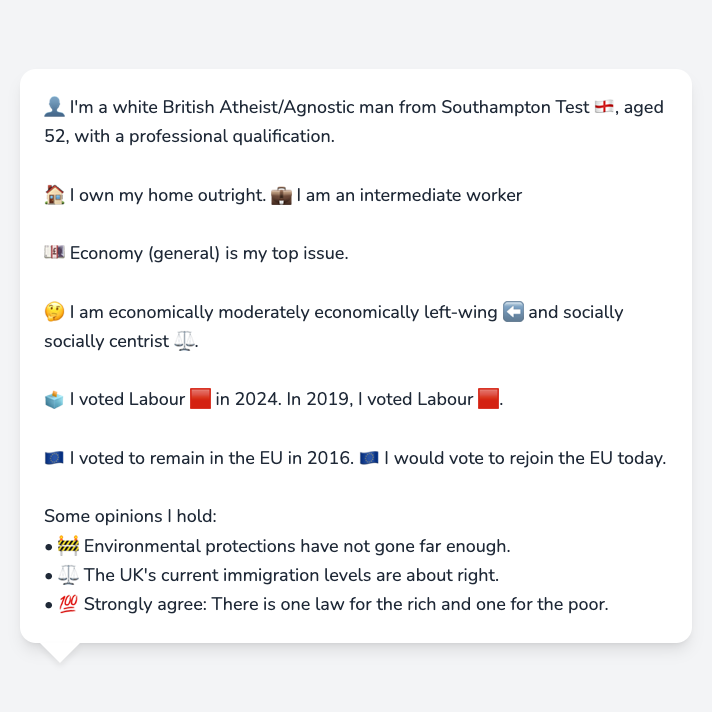 👤 I'm a white British Atheist/Agnostic man from Southampton Test 🏴󠁧󠁢󠁥󠁮󠁧󠁿, aged
52, with a professional qualification.
🏠 I own my home outright. 💼 I am an intermediate worker
💷 Economy (general) is my top issue.
🤔 I am economically moderately economically left-wing ⬅️ and socially
socially centrist ⚖️.
🗳️ I voted Labour 🟥 in 2024. In 2019, I voted Labour 🟥.
🇪🇺 I voted to remain in the EU in 2016. 🇪🇺 I would vote to rejoin the EU today.
Some opinions I hold:
• 🚧 Environmental protections have not gone far enough.
• ⚖️ The UK's current immigration levels are about right.
• 💯 Strongly agree: There is one law for the rich and one for the poor.